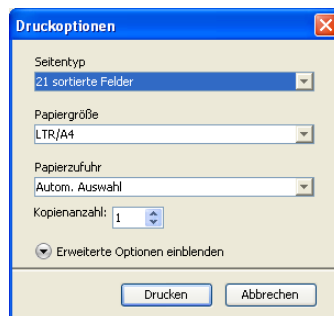 Druckoptionen
Seitentyp
21 sortierte Felder
Papiergröße
LTR/A4
Papierzufuhr
Autom. Auswahl
Kopienanzahl: 1
Erweiterte Optionen einblenden
Drucken Abbrechen